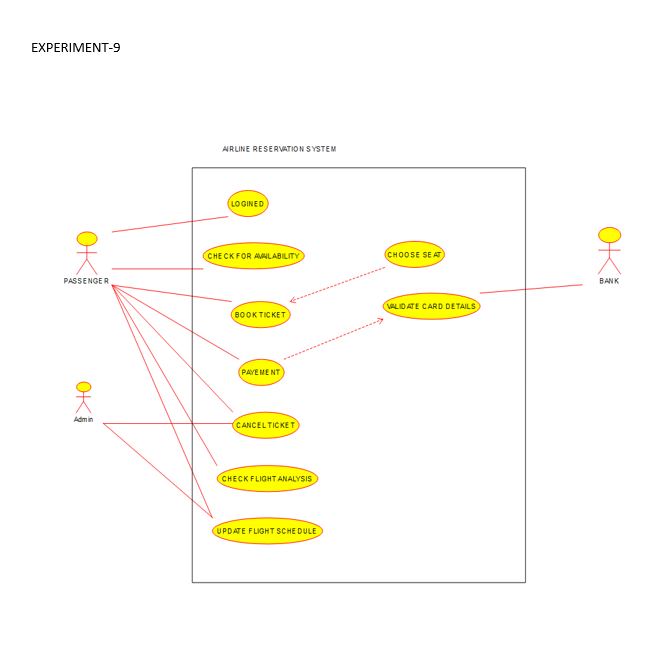 EXPERIMENT-9
AIRLINE RESERVATION SYSTEM
LOGINED
CHECK FOR AVAILABILITY
CHOOSE SEAT
PASSENGER
BANK
BOOK TICKET
VALIDATE CARD DETAILS
PAYEMENT
Admin
CANCEL TICKET
CHECK FLIGHT ANALYSIS
UPDATE FLIGHT SCHEDULE